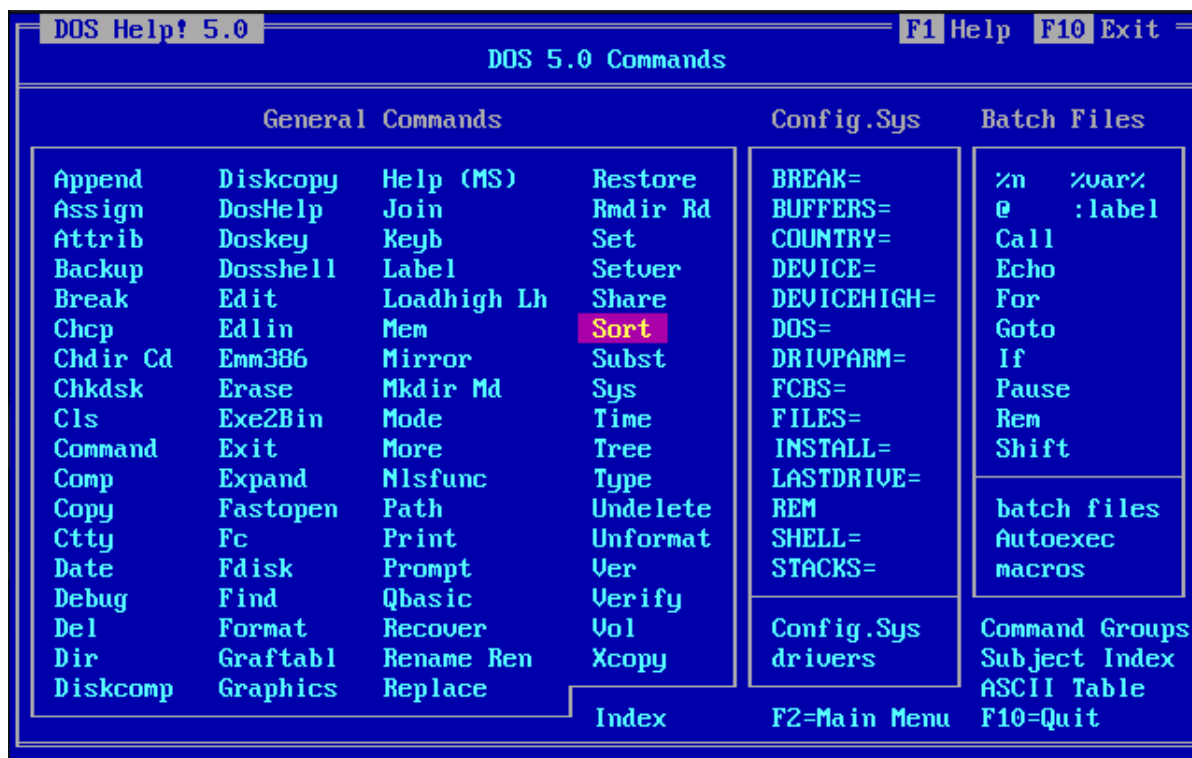 DOS Help! 5.0 F1 Help F10 Exit
DOS 5.0 Commands
General Commands Config.Sys Batch Files
Append Diskcopy Help (MS) Restore BREAK= %n %var%
Assign DosHelp Join Rmdir Rd BUFFERS= @ :label
Attrib Doskey Keyb Set COUNTRY= Call
Backup Dosshell Label Setver DEVICE= Echo
Break Edit Loadhigh Lh Share DEVICEHIGH= For
Chcp Edlin Mem Sort DOS= Goto
Chdir Cd Emm386 Mirror Subst DRIVPARM= If
Chkdsk Erase Mkdir Md Sys FCBS= Pause
Cls Exe2Bin Mode Time FILES= Rem
Command Exit More Tree INSTALL= Shift
Comp Expand Nlsfunc Type LASTDRIVE=
Copy Fastopen Path Undelete REM batch files
Ctty Fc Print Unformat SHELL= Autoexec
Date Fdisk Prompt Ver STACKS= macros
Debug Find Qbasic Verify
Del Format Recover Vol Config.Sys Command Groups
Dir Graftabl Rename Ren Xcopy drivers Subject Index
Diskcomp Graphics Replace ASCII Table
Index F2=Main Menu F10=Quit